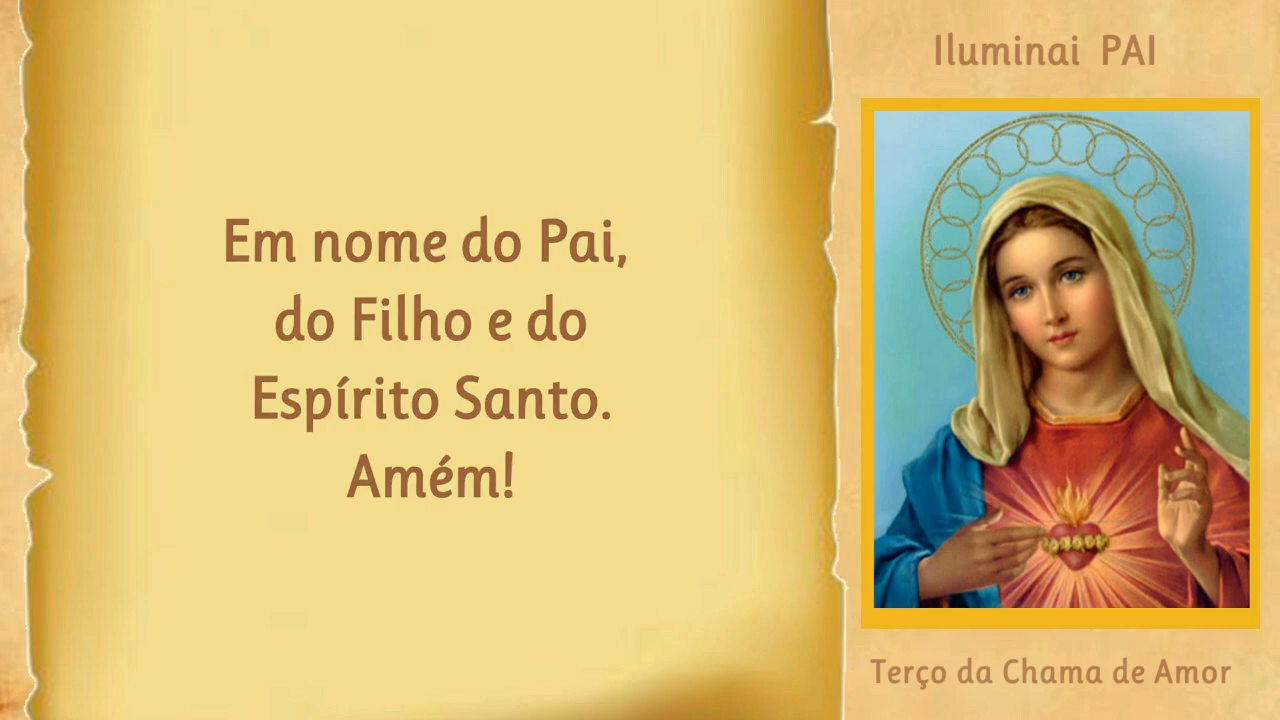 Em nome do Pai,
do Filho e do
Espírito Santo.
Amém!
Iluminai PAI
Terço da Chama de Amor